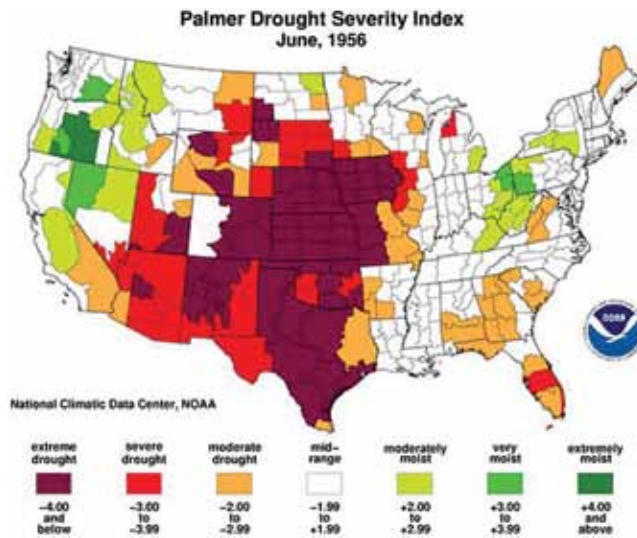 Palmer Drought Severity Index
June, 1956
National Climatic Data Center, NOAA
extreme drought
severe drought
moderate drought
mid-range
moderately moist
very moist
extremely moist
-4.00 and below
-3.00 to -3.99
-2.00 to -2.99
-1.99 to +1.99
+2.00 to +2.99
+3.00 to +3.99
+4.00 and above